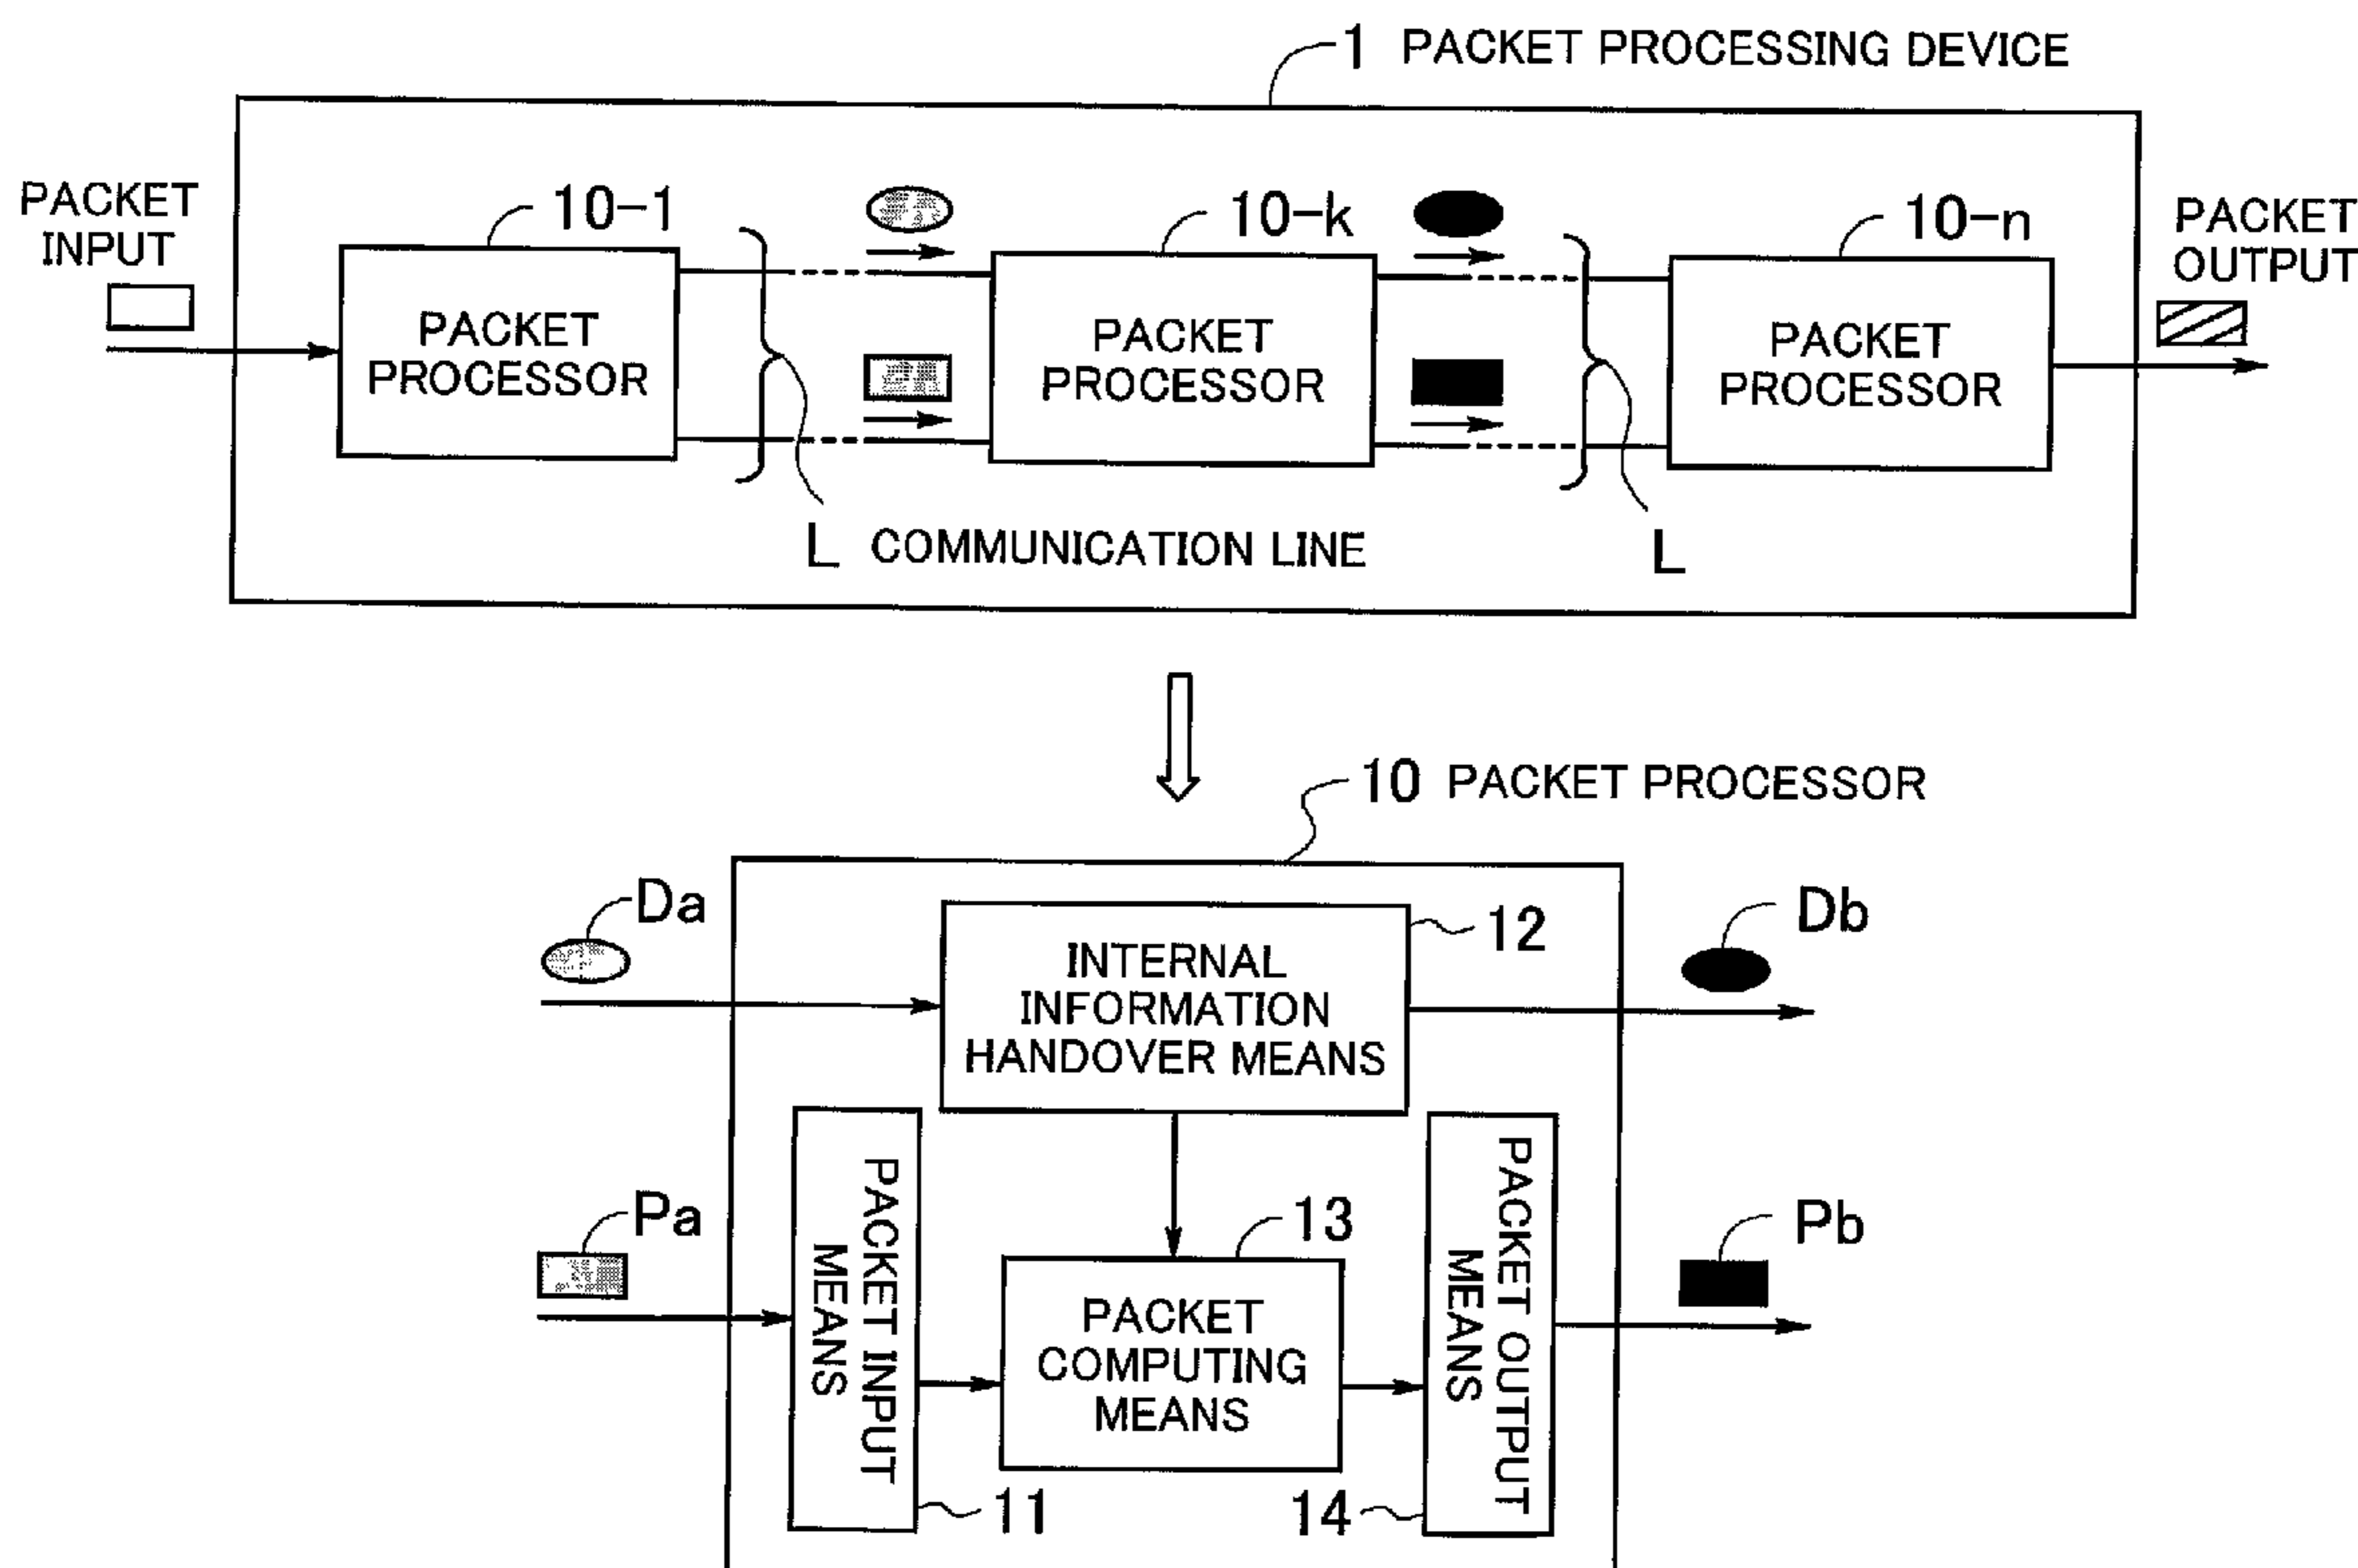 1 PACKET PROCESSING DEVICE
PACKET
INPUT
10-1
10-k
10-n
PACKET
OUTPUT
PACKET
PROCESSOR
PACKET
PROCESSOR
PACKET
PROCESSOR
L COMMUNICATION LINE
L
10 PACKET PROCESSOR
Da
12
Db
INTERNAL
INFORMATION
HANDOVER MEANS
Pa
13
Pb
PACKET INPUT
MEANS
PACKET
COMPUTING
MEANS
PACKET OUTPUT
MEANS
11
14